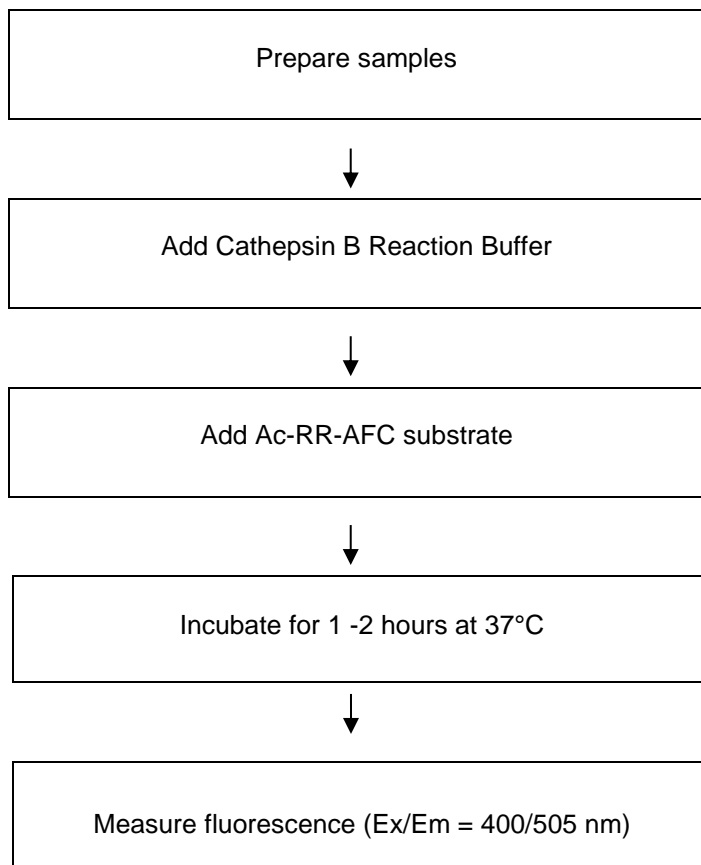 Prepare samples
Add Cathepsin B Reaction Buffer
Add Ac-RR-AFC substrate
Incubate for 1 -2 hours at 37°C
Measure fluorescence (Ex/Em = 400/505 nm)